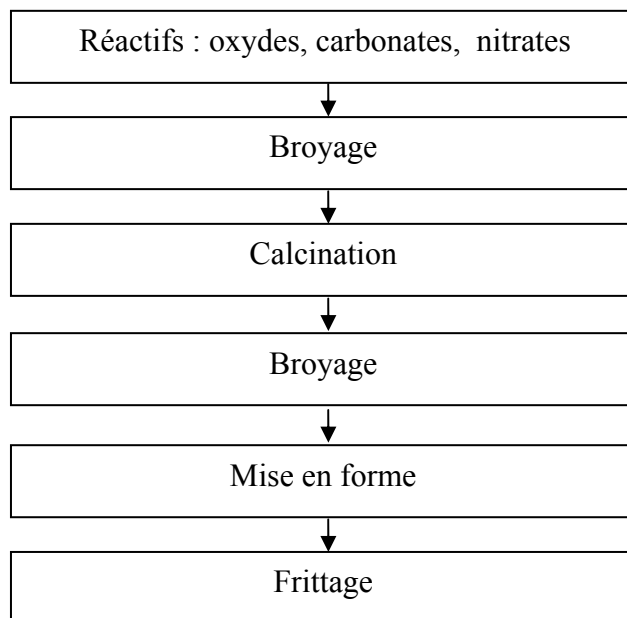 Réactifs : oxydes, carbonates, nitrates
Broyage
Calcination
Broyage
Mise en forme
Frittage